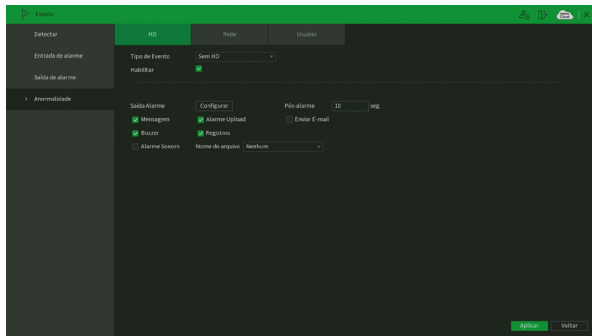 Evento
Detectar
Entrada de alarme
Saída de alarme
> Anormalidade
HD Rede Usuário
Tipo de Evento Sem HD
Habilitar
Saída Alarme Configurar Pós-alarme 10 seg.
Mensagem Alarme Upload Enviar E-mail
Buzzer Registros
Alarme Sonoro Nome do arquivo Nenhum
Aplicar Voltar